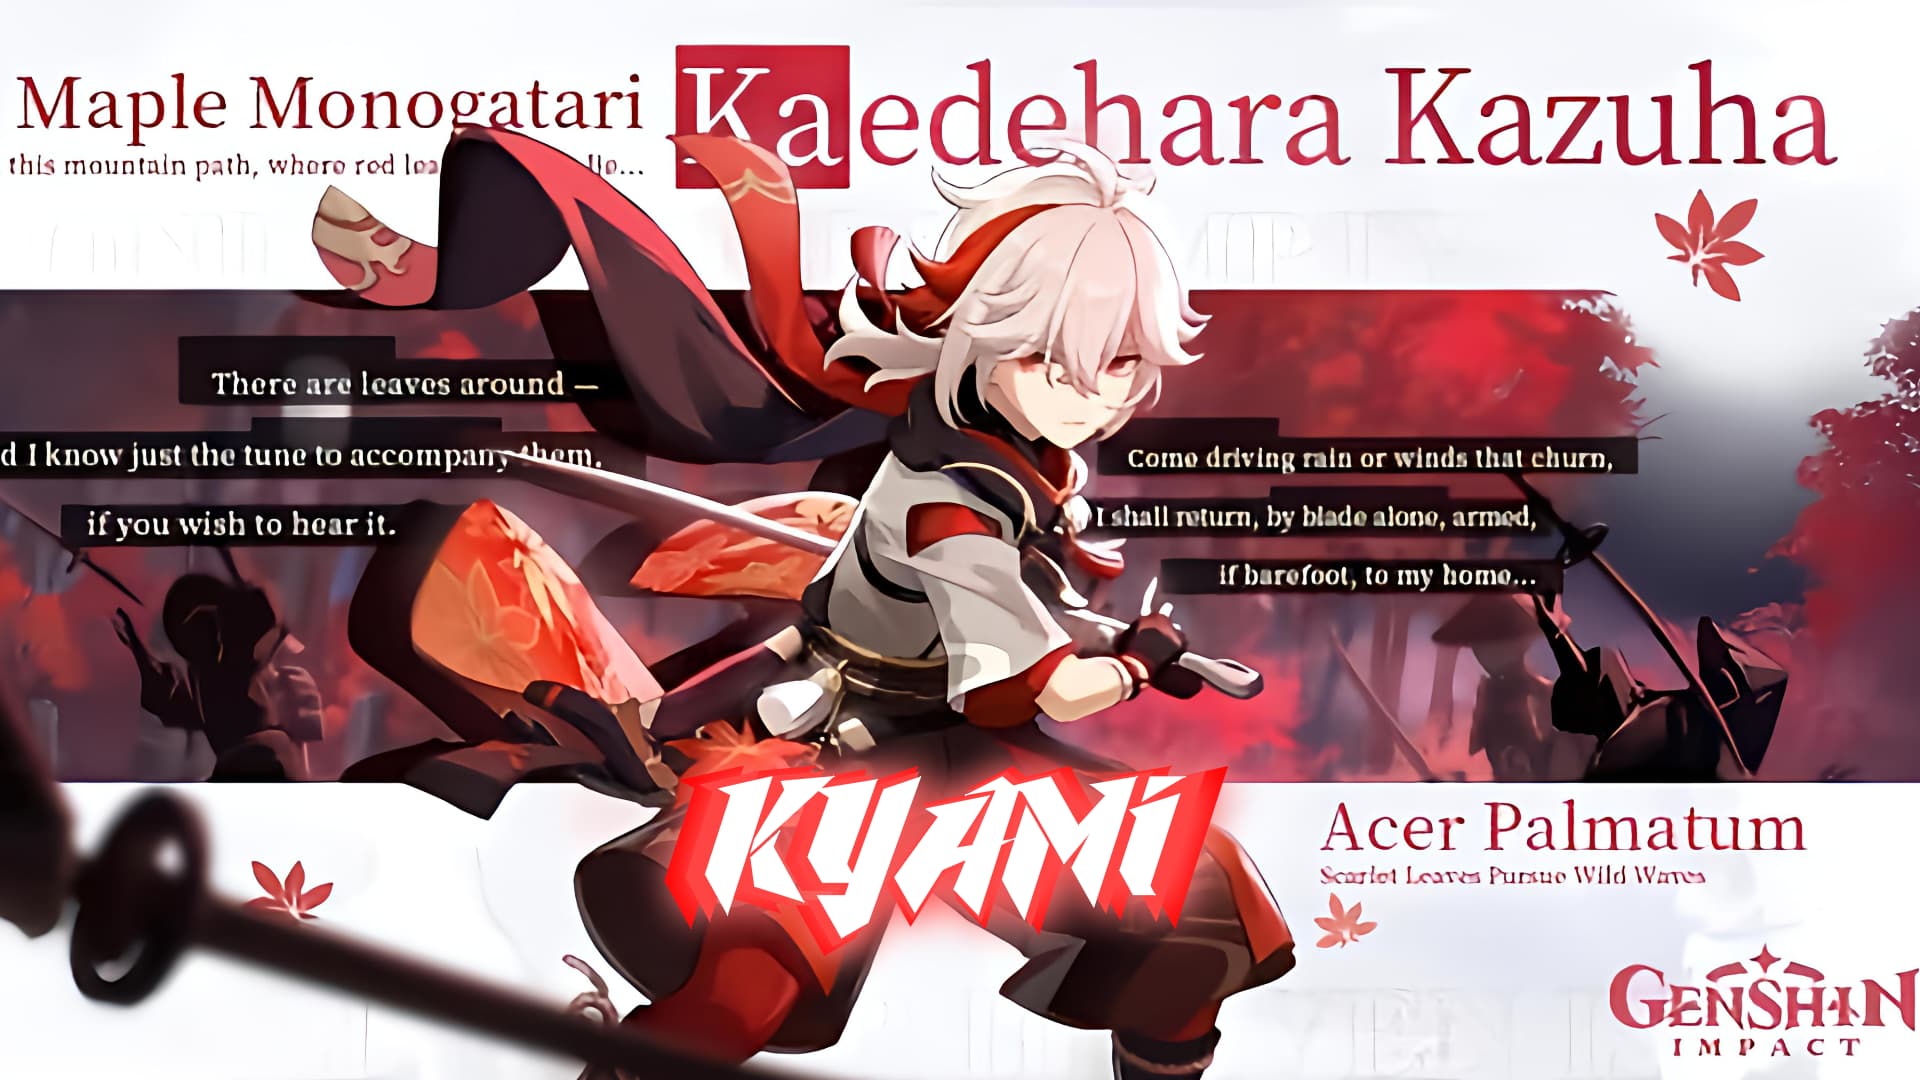 Maple Monogatari
this mountain path, where red
Kaedehara Kazuha
There are leaves around —
d I know just the tune to accompany them,
if you wish to hear it.
Come driving rain or winds that churn,
I shall return, by blade alone, armed,
if barefoot, to my home...
KYAMI
Acer Palmatum
Scarlet Leaves Pursue Wild Waves
GENSHIN
IMPACT